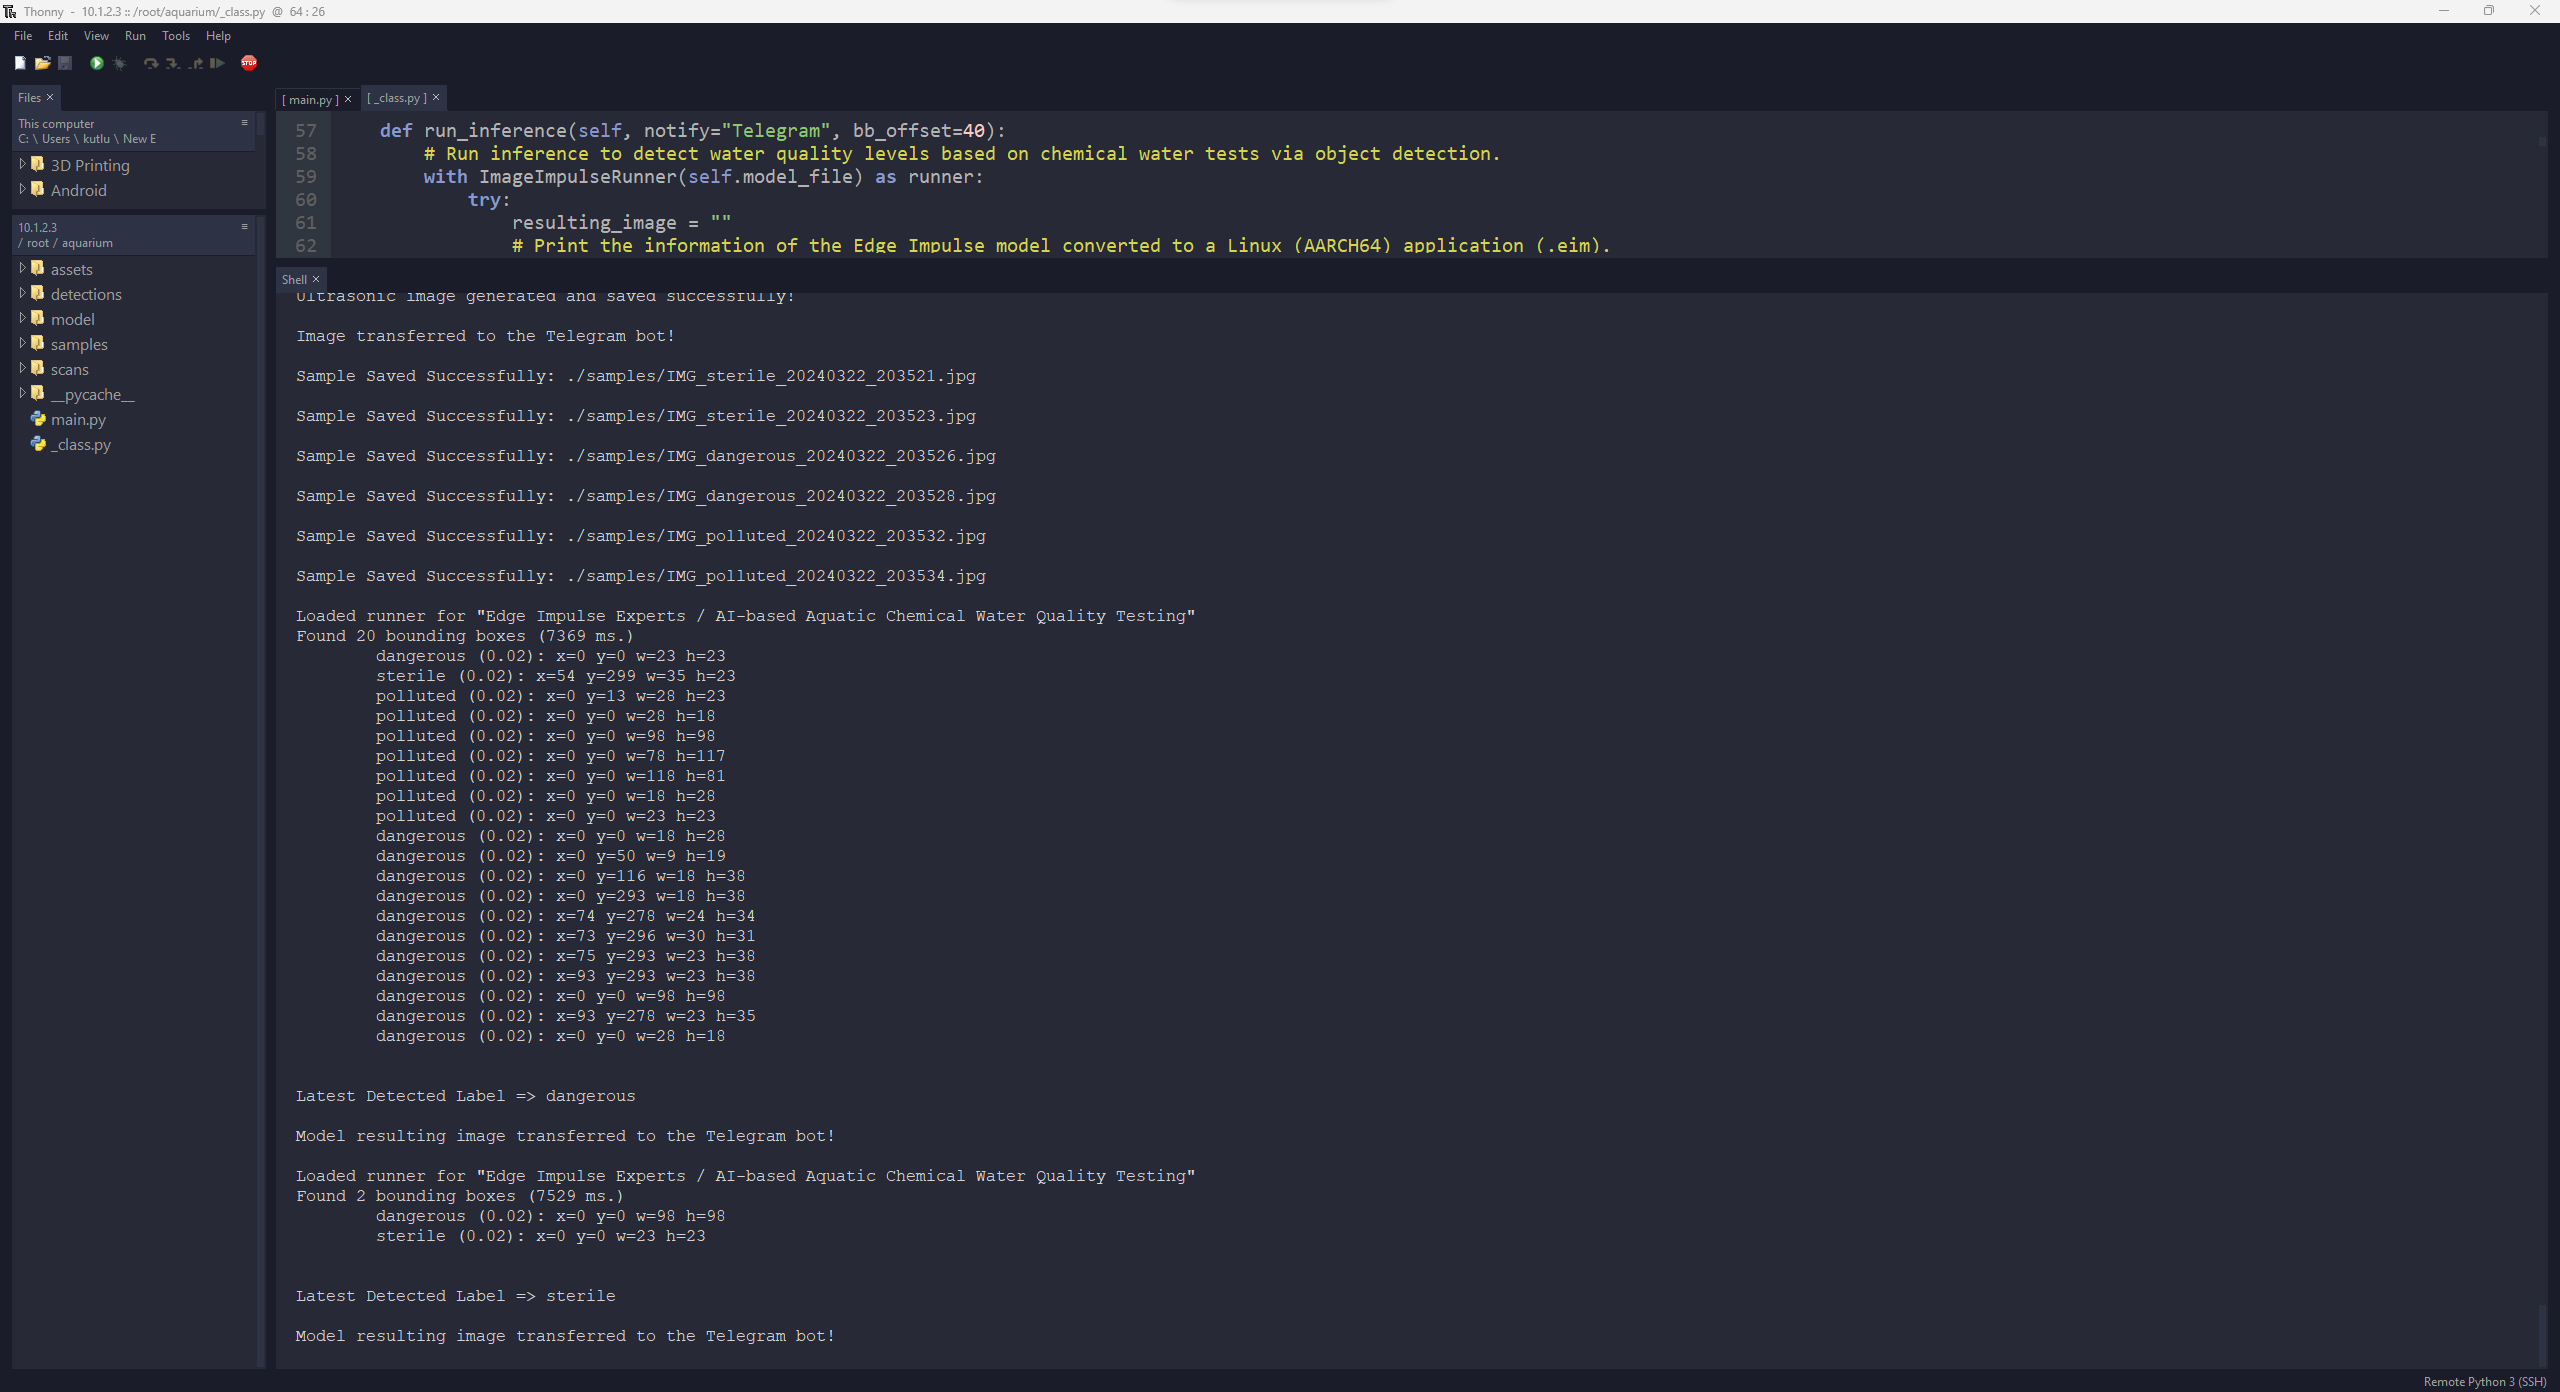 Thonny - 10.1.2.3 :: /root/aquarium/_class.py @ 64 : 26
File Edit View Run Tools Help
STOP
Files
This computer
C: \ Users \ kutlu \ New E
3D Printing
Android
10.1.2.3
/ root / aquarium
assets
detections
model
samples
scans
__pycache__
main.py
_class.py
[ main.py ]
[ _class.py ]
57 def run_inference(self, notify="Telegram", bb_offset=40):
58 # Run inference to detect water quality levels based on chemical water tests via object detection.
59 with ImageImpulseRunner(self.model_file) as runner:
60 try:
61 resulting_image = ""
62 # Print the information of the Edge Impulse model converted to a Linux (AARCH64) application (.eim).
Shell
Ultrasonic image generated and saved successfully!
Image transferred to the Telegram bot!
Sample Saved Successfully: ./samples/IMG_sterile_20240322_203521.jpg
Sample Saved Successfully: ./samples/IMG_sterile_20240322_203523.jpg
Sample Saved Successfully: ./samples/IMG_dangerous_20240322_203526.jpg
Sample Saved Successfully: ./samples/IMG_dangerous_20240322_203528.jpg
Sample Saved Successfully: ./samples/IMG_polluted_20240322_203532.jpg
Sample Saved Successfully: ./samples/IMG_polluted_20240322_203534.jpg
Loaded runner for "Edge Impulse Experts / AI-based Aquatic Chemical Water Quality Testing"
Found 20 bounding boxes (7369 ms.)
dangerous (0.02): x=0 y=0 w=23 h=23
sterile (0.02): x=54 y=299 w=35 h=23
polluted (0.02): x=0 y=13 w=28 h=23
polluted (0.02): x=0 y=0 w=28 h=18
polluted (0.02): x=0 y=0 w=98 h=98
polluted (0.02): x=0 y=0 w=78 h=117
polluted (0.02): x=0 y=0 w=118 h=81
polluted (0.02): x=0 y=0 w=18 h=28
polluted (0.02): x=0 y=0 w=23 h=23
dangerous (0.02): x=0 y=0 w=18 h=28
dangerous (0.02): x=0 y=50 w=9 h=19
dangerous (0.02): x=0 y=116 w=18 h=38
dangerous (0.02): x=0 y=293 w=18 h=38
dangerous (0.02): x=74 y=278 w=24 h=34
dangerous (0.02): x=73 y=296 w=30 h=31
dangerous (0.02): x=75 y=293 w=23 h=38
dangerous (0.02): x=93 y=293 w=23 h=38
dangerous (0.02): x=0 y=0 w=98 h=98
dangerous (0.02): x=93 y=278 w=23 h=35
dangerous (0.02): x=0 y=0 w=28 h=18
Latest Detected Label => dangerous
Model resulting image transferred to the Telegram bot!
Loaded runner for "Edge Impulse Experts / AI-based Aquatic Chemical Water Quality Testing"
Found 2 bounding boxes (7529 ms.)
dangerous (0.02): x=0 y=0 w=98 h=98
sterile (0.02): x=0 y=0 w=23 h=23
Latest Detected Label => sterile
Model resulting image transferred to the Telegram bot!
Remote Python 3 (SSH)